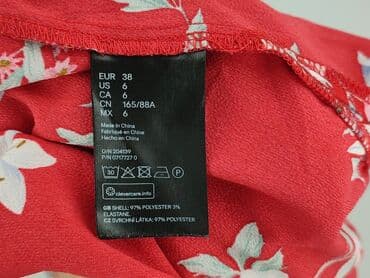 EUR 38
US 6
CA 6
CN 165/88A
MX 6
Made in China
Fabriqué en Chine
Hecho en China
O/N 204139
P/N 0717727 0
30
clevercare.info
GB SHELL: 97% POLYESTER 3%
ELASTANE.
CZ SVRCHNÍ LÁTKA: 97% POLYESTER